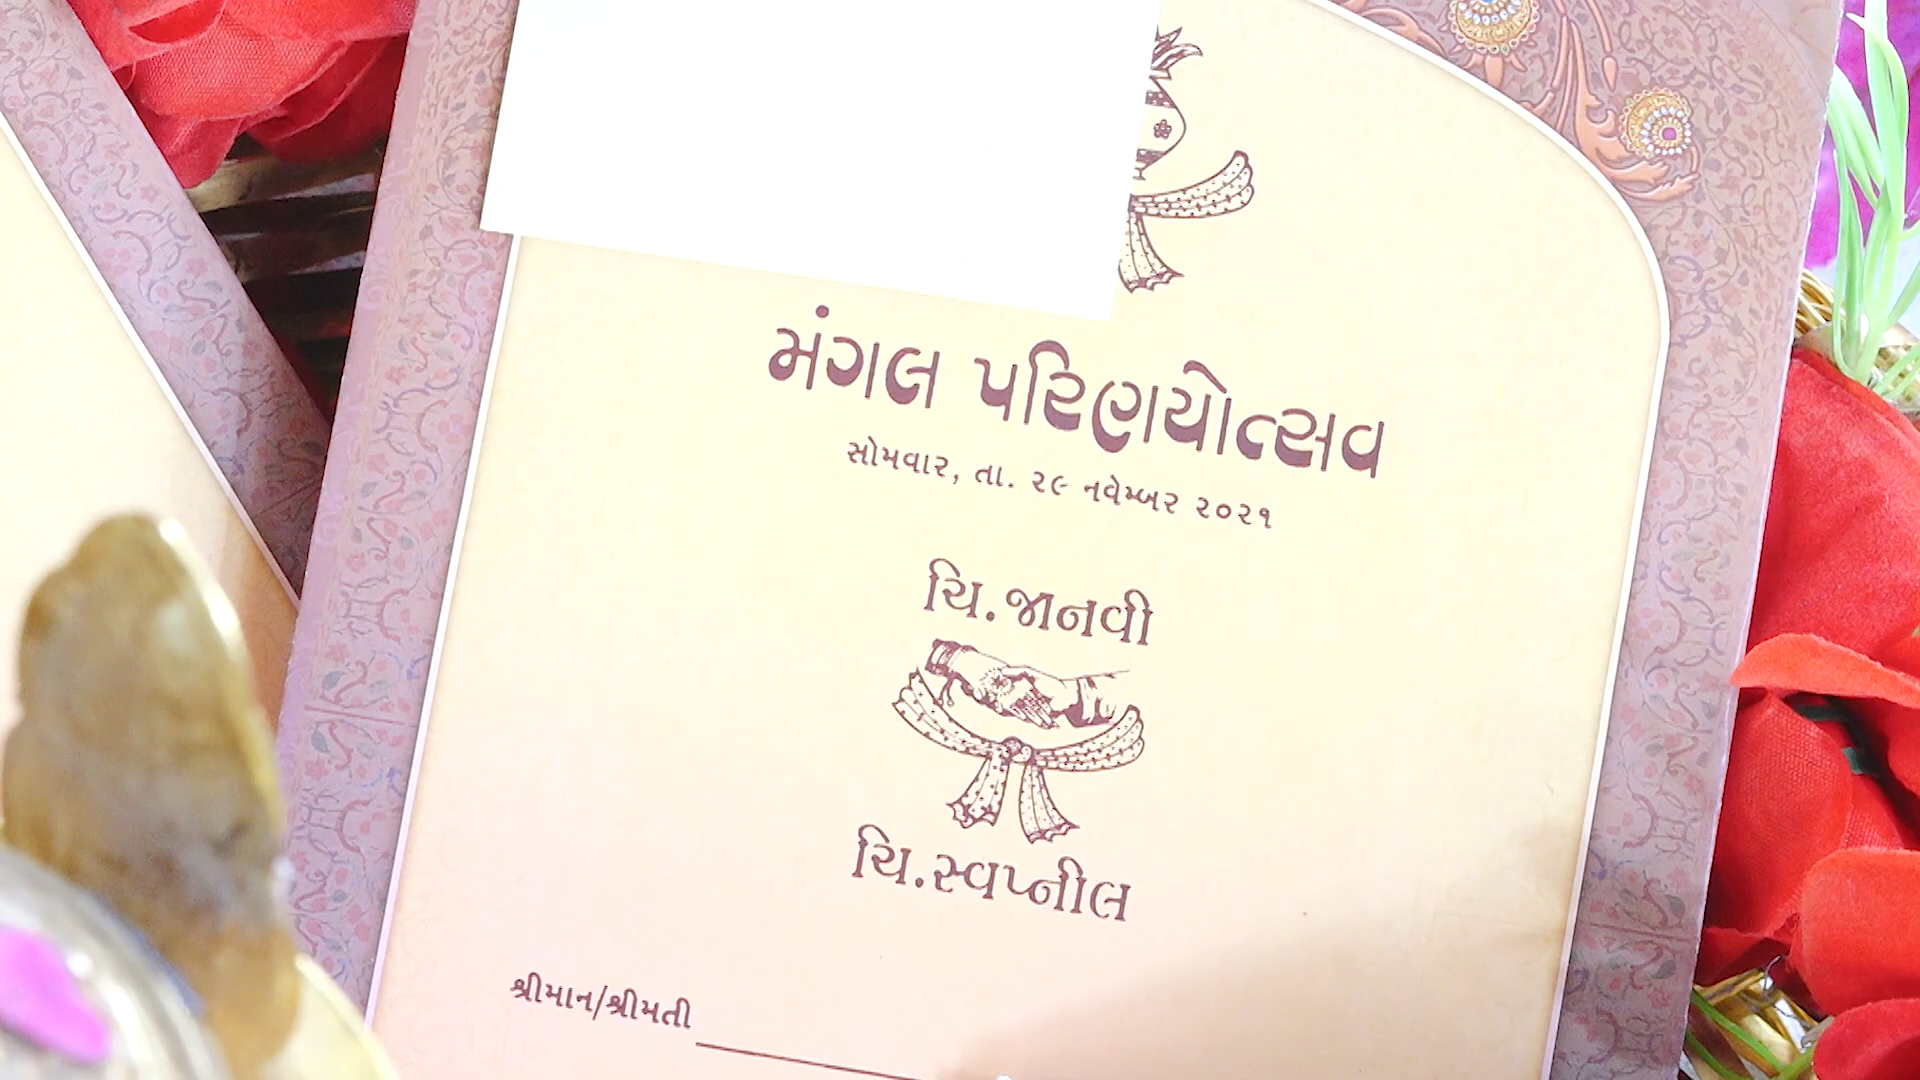 મંગલ પરિણયોત્સવ
સોમવાર, તા. ૨૯ નવેમ્બર ૨૦૨૧
ચિ.જાનવી
ચિ.સ્વપ્નીલ
શ્રીમાન/શ્રીમતી